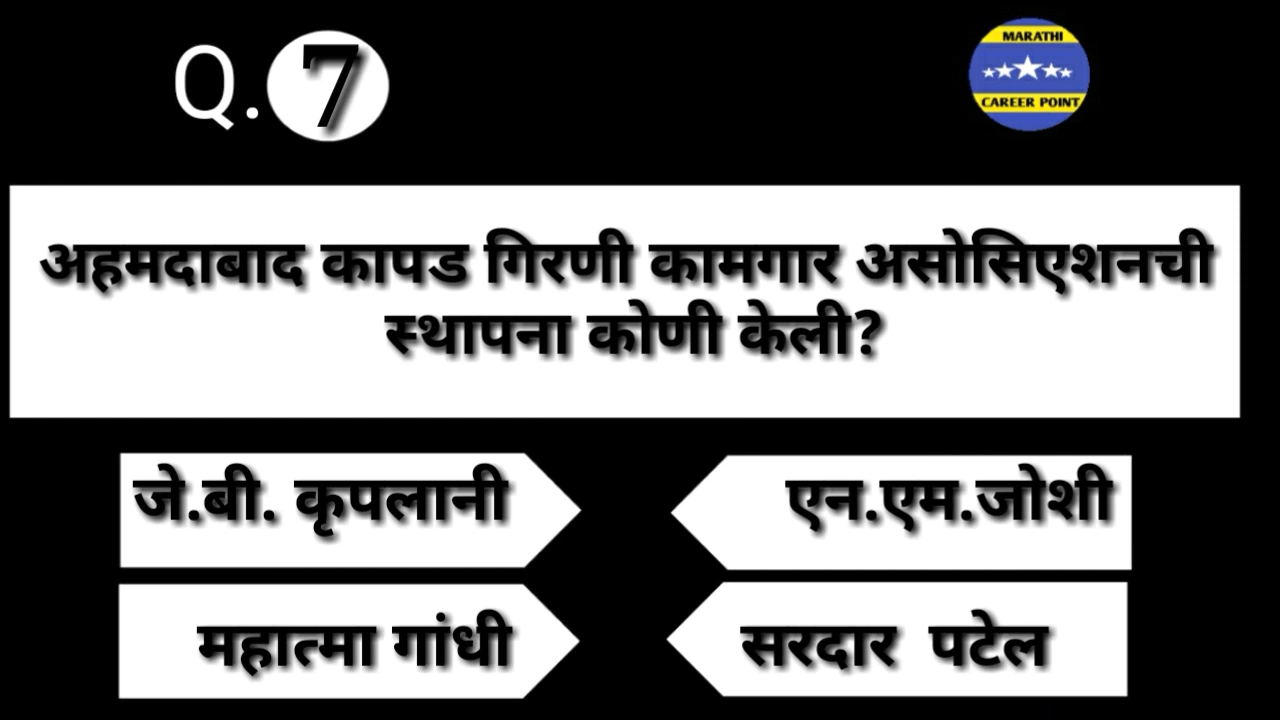 Q. 7
MARATHI
CAREER POINT
अहमदाबाद कापड गिरणी कामगार असोसिएशनची
स्थापना कोणी केली?
जे.बी. कृपलानी
एन.एम.जोशी
महात्मा गांधी
सरदार पटेल